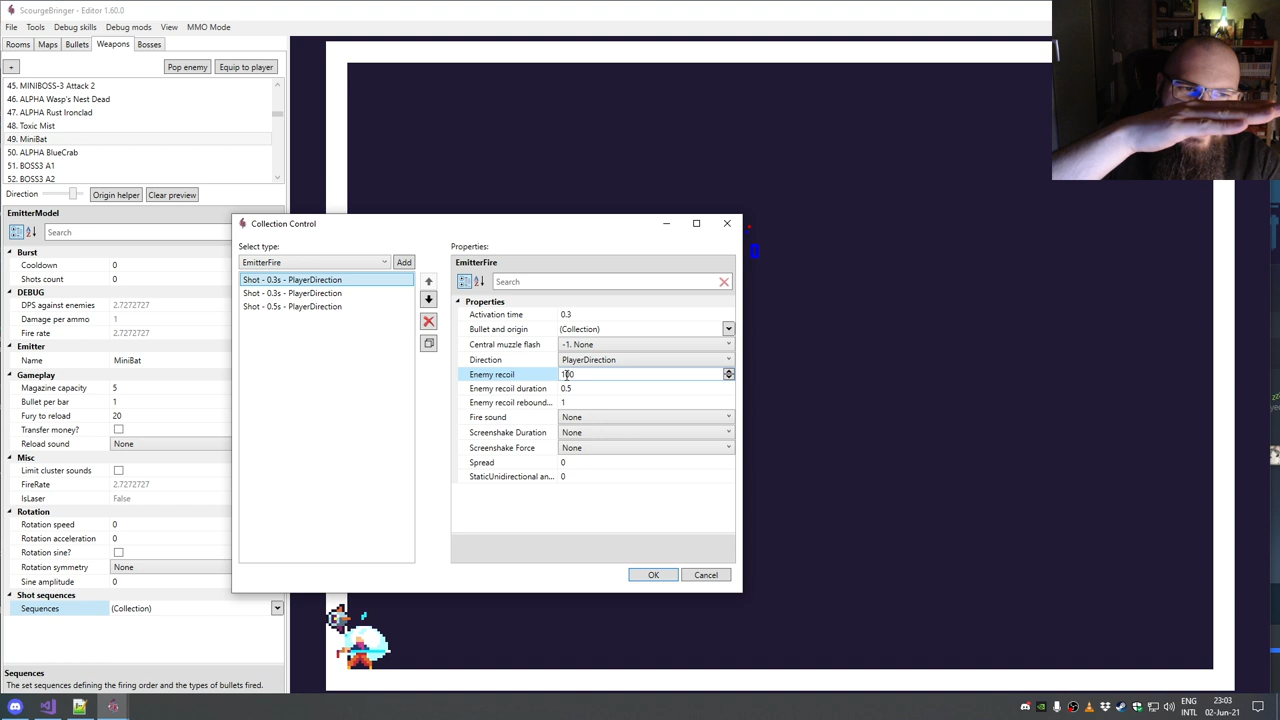 ScourgeBringer - Editor 1.60.0
File Tools Debug skills Debug modes View MMO Mode
Rooms Maps Bullets Weapons Bosses
+ Pop enemy Equip to player
45. MINIBOSS-3 Attack 2
46. ALPHA Wasp's Nest Dead
47. ALPHA Rust Ironclad
48. Toxic Mist
49. MiniBat
50. ALPHA BlueCrab
51. BOSS3 A1
52. BOSS3 A2
Direction Origin helper Clear preview
EmitterModel
Search
Burst
Cooldown 0
Shots count 0
DEBUG
DPS against enemies 2.7272727
Damage per ammo 1
Fire rate 2.7272727
Emitter
Name MiniBat
Gameplay
Magazine capacity 5
Bullet per bar 1
Fury to reload 20
Transfer money?
Reload sound None
Misc
Limit cluster sounds
FireRate 2.7272727
IsLaser False
Rotation
Rotation speed 0
Rotation acceleration 0
Rotation sine?
Rotation symmetry None
Sine amplitude 0
Shot sequences
Sequences (Collection)
Sequences
The set sequences defining the firing order and the types of bullets fired.
Collection Control
Select type:
EmitterFire Add
Shot - 0.3s - PlayerDirection
Shot - 0.3s - PlayerDirection
Shot - 0.5s - PlayerDirection
Properties:
EmitterFire
Search
Properties
Activation time 0.3
Bullet and origin (Collection)
Central muzzle flash -1. None
Direction PlayerDirection
Enemy recoil
Enemy recoil duration 0.5
Enemy recoil rebound... 1
Fire sound None
Screenshake Duration None
Screenshake Force None
Spread 0
StaticUnidirectional an... 0
OK Cancel
ENG 23:03
INTL 02-Jun-21